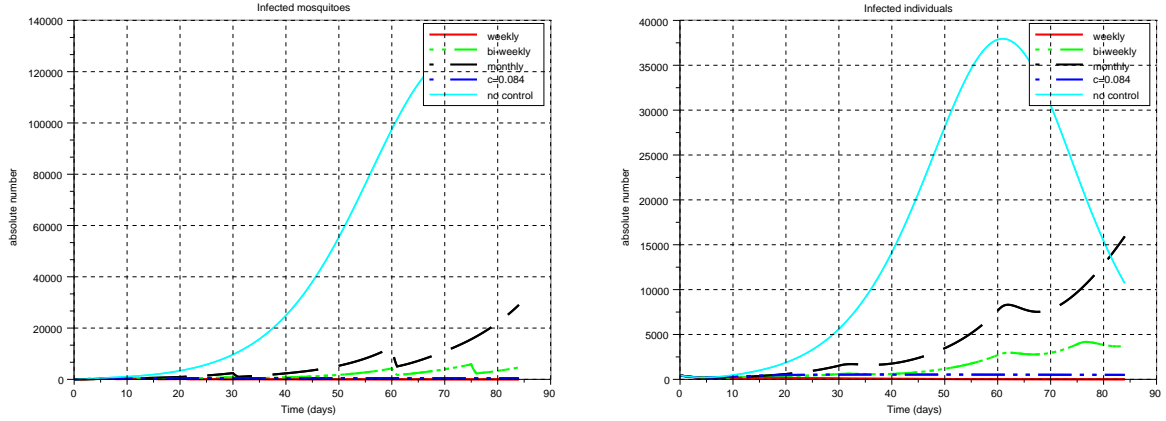 Infected mosquitoes
140000
120000
100000
80000
60000
40000
20000
0
absolute number
0 10 20 30 40 50 60 70 80 90
Time (days)
weekly
bi-weekly
monthly
c=0.084
no control
Infected individuals
40000
35000
30000
25000
20000
15000
10000
5000
0
absolute number
0 10 20 30 40 50 60 70 80 90
Time (days)
weekly
bi-weekly
monthly
c=0.084
no control